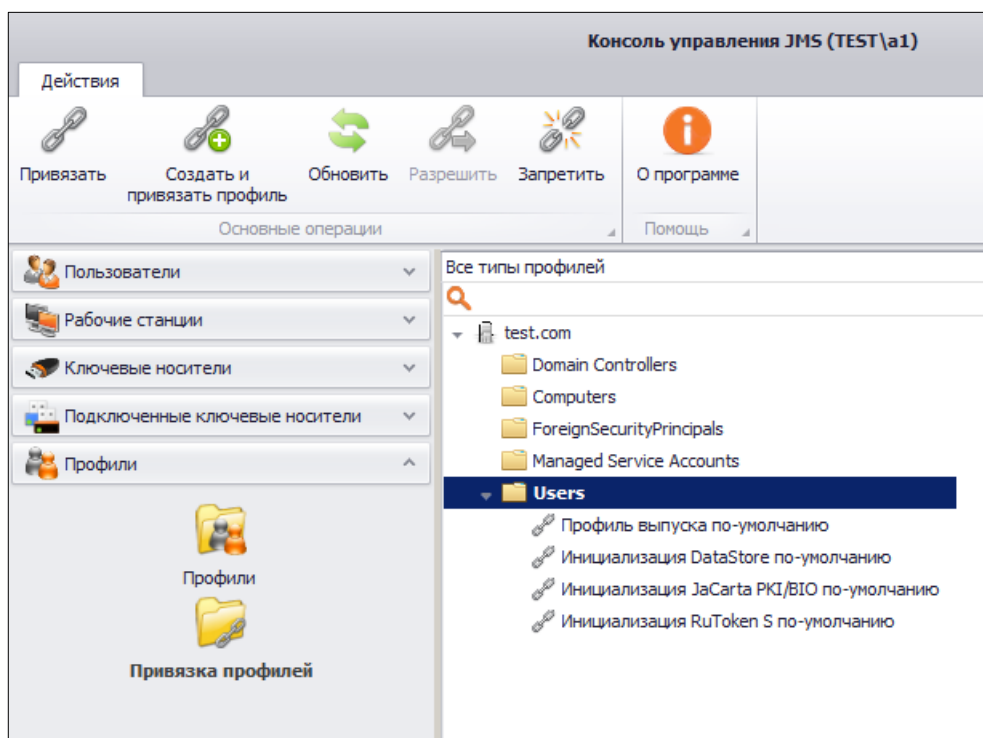 Консоль управления JMS (TEST\a1)
Действия
Привязать
Создать и
привязать профиль
Обновить
Разрешить
Запретить
О программе
Основные операции
Помощь
Пользователи
Рабочие станции
Ключевые носители
Подключенные ключевые носители
Профили
Профили
Привязка профилей
Все типы профилей
test.com
Domain Controllers
Computers
ForeignSecurityPrincipals
Managed Service Accounts
Users
Профиль выпуска по-умолчанию
Инициализация DataStore по-умолчанию
Инициализация JaCarta PKI/BIO по-умолчанию
Инициализация RuToken S по-умолчанию